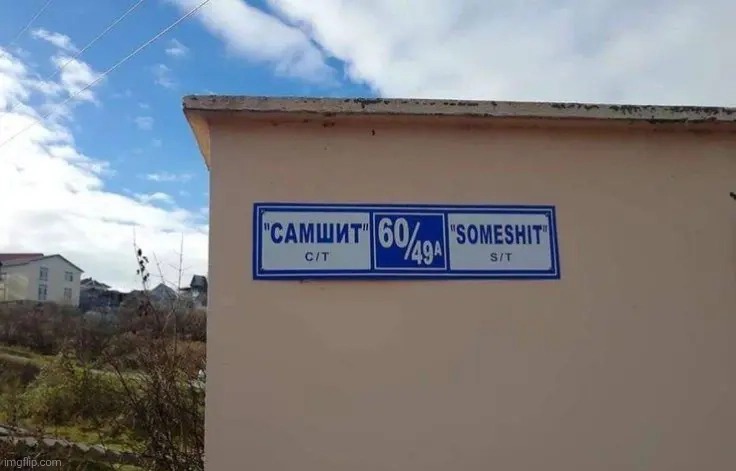 "САМШИТ"
С/Т
60/49А
"SOMESHIT"
S/T
imgflip.com